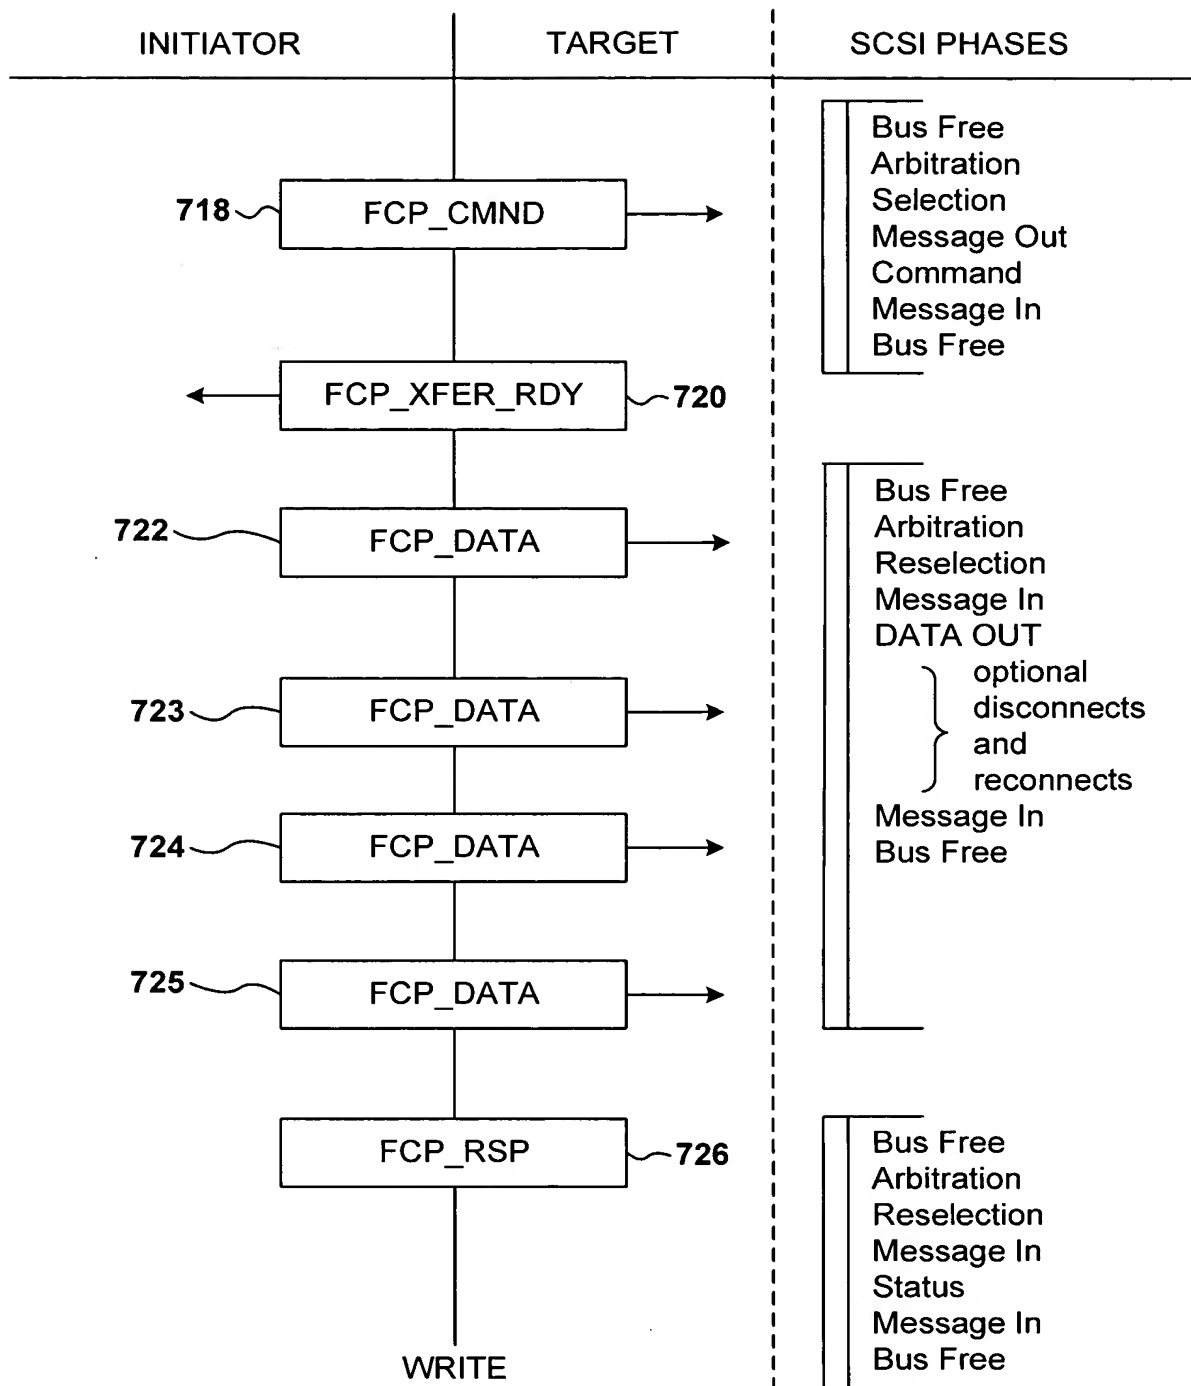 INITIATOR
TARGET
SCSI PHASES
718
FCP_CMND
Bus Free
Arbitration
Selection
Message Out
Command
Message In
Bus Free
FCP_XFER_RDY
720
722
FCP_DATA
723
FCP_DATA
724
FCP_DATA
725
FCP_DATA
Bus Free
Arbitration
Reselection
Message In
DATA OUT
optional
disconnects
and
reconnects
Message In
Bus Free
FCP_RSP
726
Bus Free
Arbitration
Reselection
Message In
Status
Message In
Bus Free
WRITE